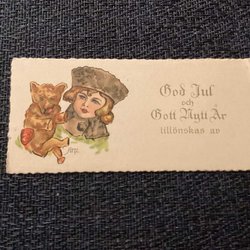 God Jul
och
Gott Nytt År
tillönskas av